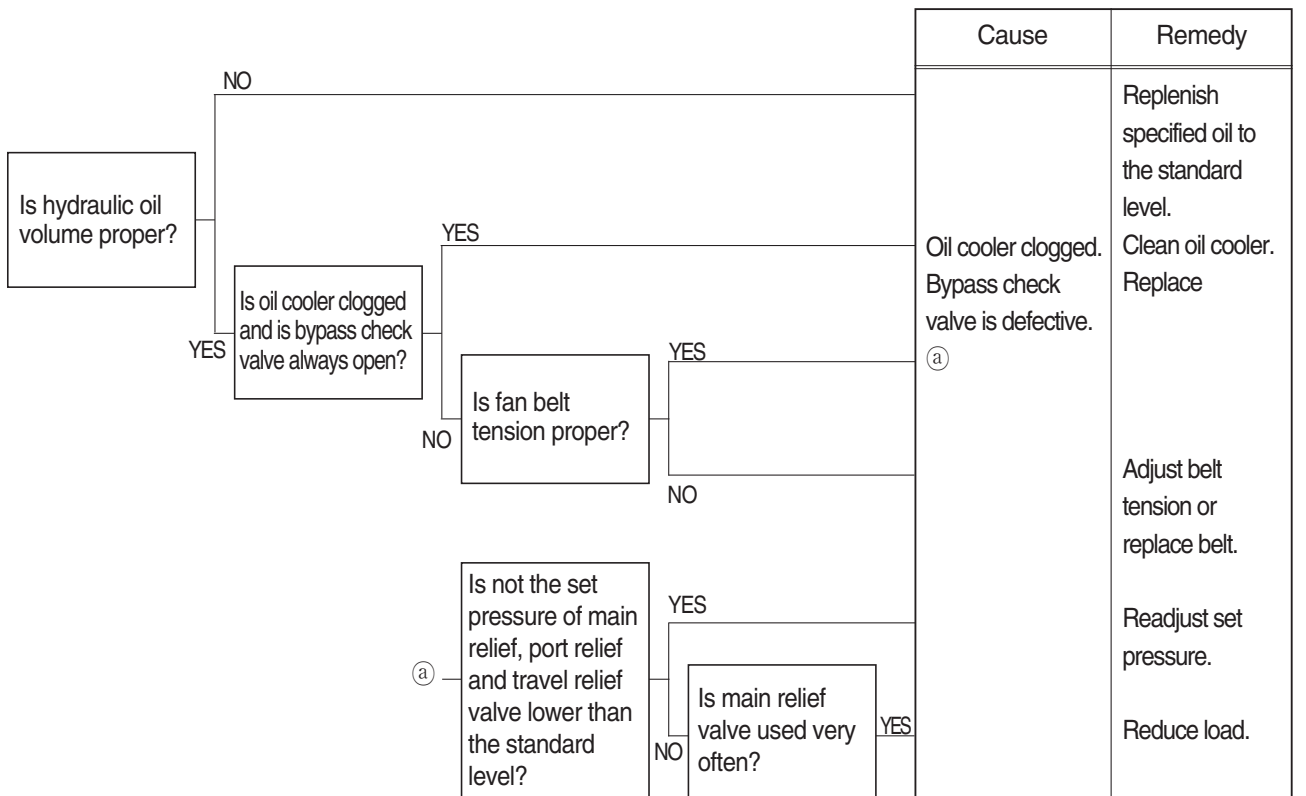 Cause
Remedy
NO
Replenish
specified oil to
the standard
level.
Is hydraulic oil
volume proper?
YES
Oil cooler clogged.
Clean oil cooler.
Bypass check
Replace
valve is defective.
YES
Is oil cooler clogged
and is bypass check
valve always open?
YES
ⓐ
NO
Is fan belt
tension proper?
NO
Adjust belt
tension or
replace belt.
ⓐ
Is not the set
pressure of main
relief, port relief
and travel relief
valve lower than
the standard
level?
YES
Readjust set
pressure.
NO
Is main relief
valve used very
often?
YES
Reduce load.